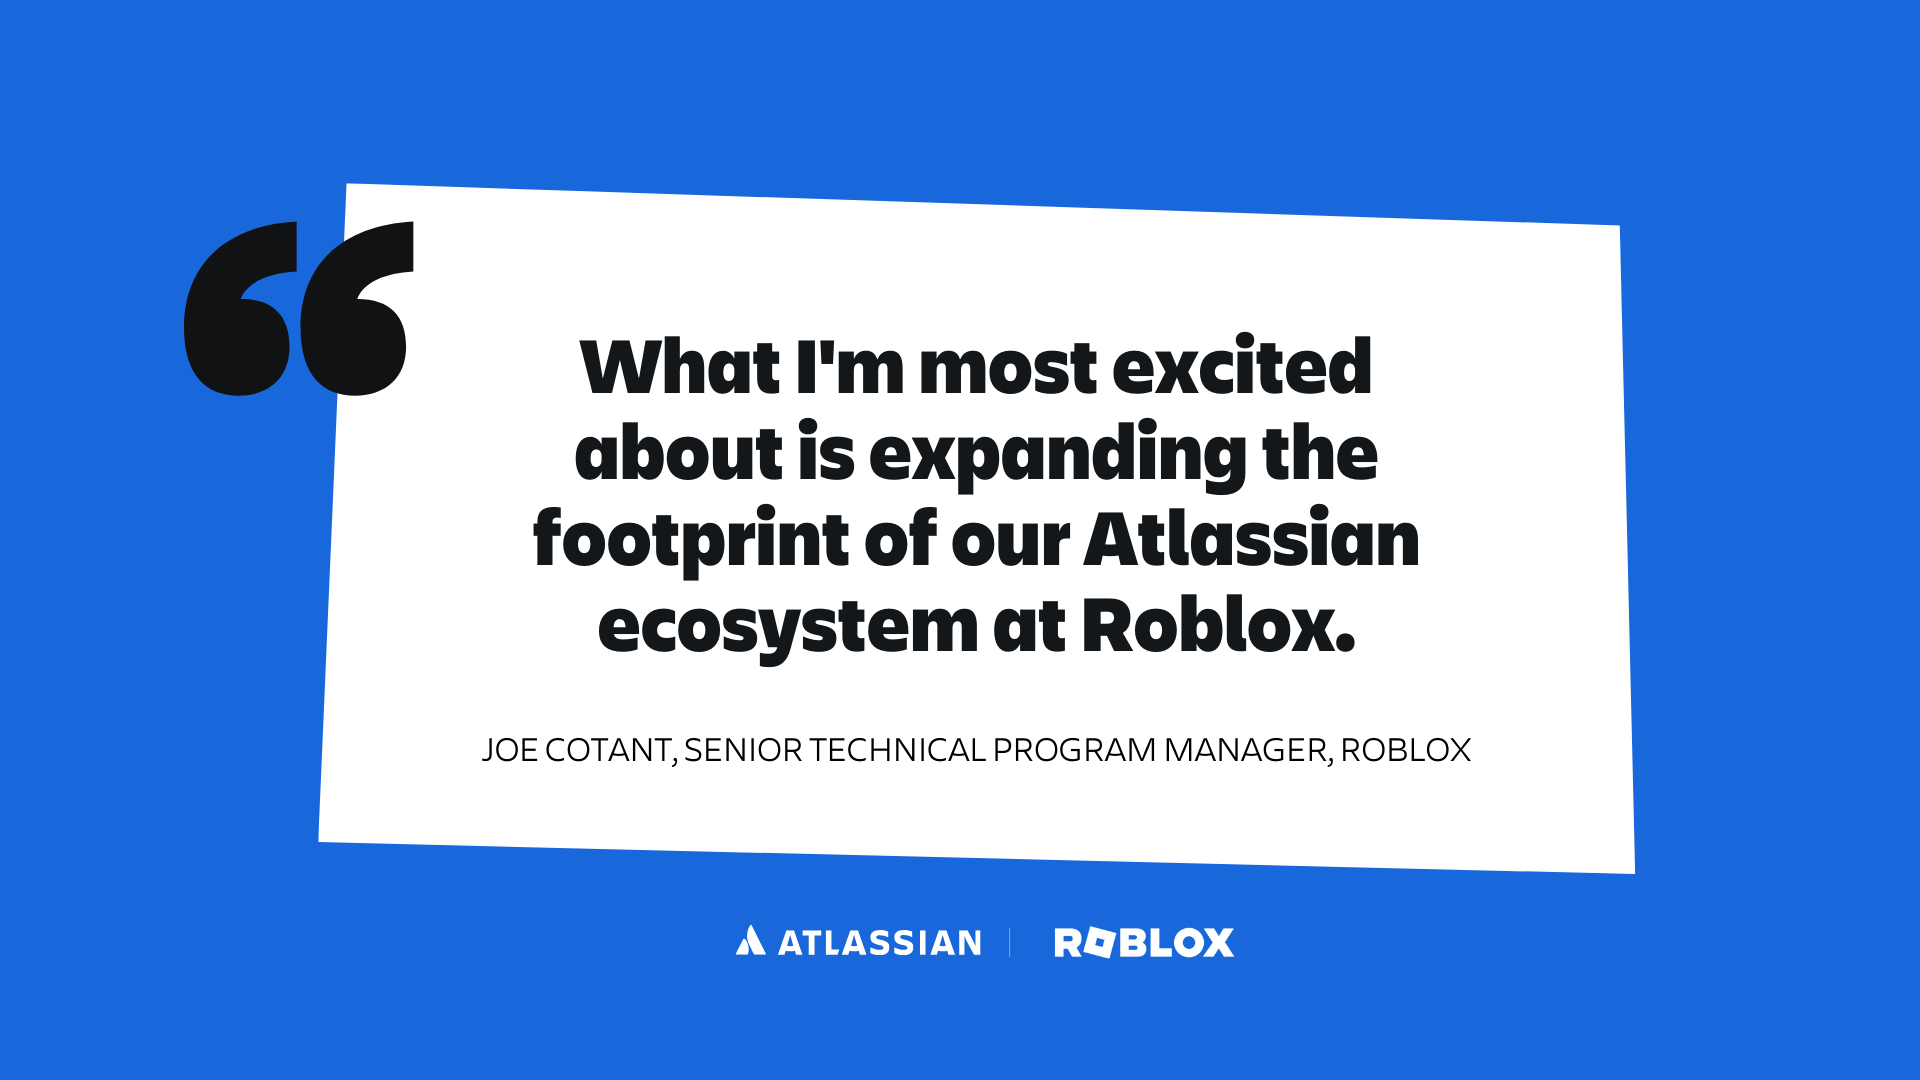 “
What I'm most excited
about is expanding the
footprint of our Atlassian
ecosystem at Roblox.
JOE COTANT, SENIOR TECHNICAL PROGRAM MANAGER, ROBLOX
ATLASSIAN | ROBLOX